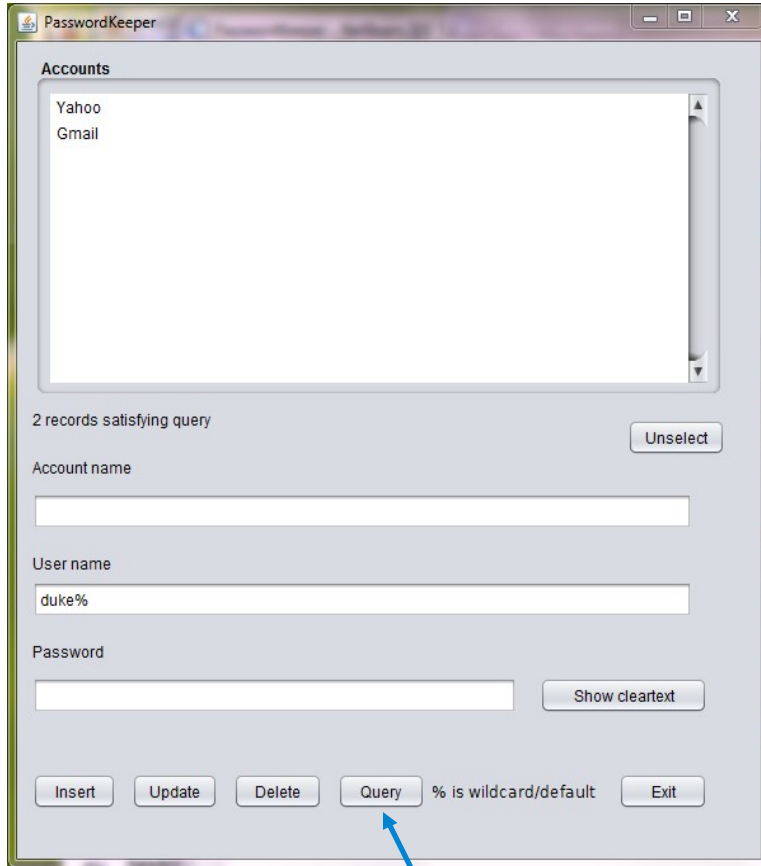 PasswordKeeper
Accounts
Yahoo
Gmail
2 records satisfying query
Unselect
Account name
User name
duke%
Password
Show cleartext
Insert Update Delete Query % is wildcard/default Exit